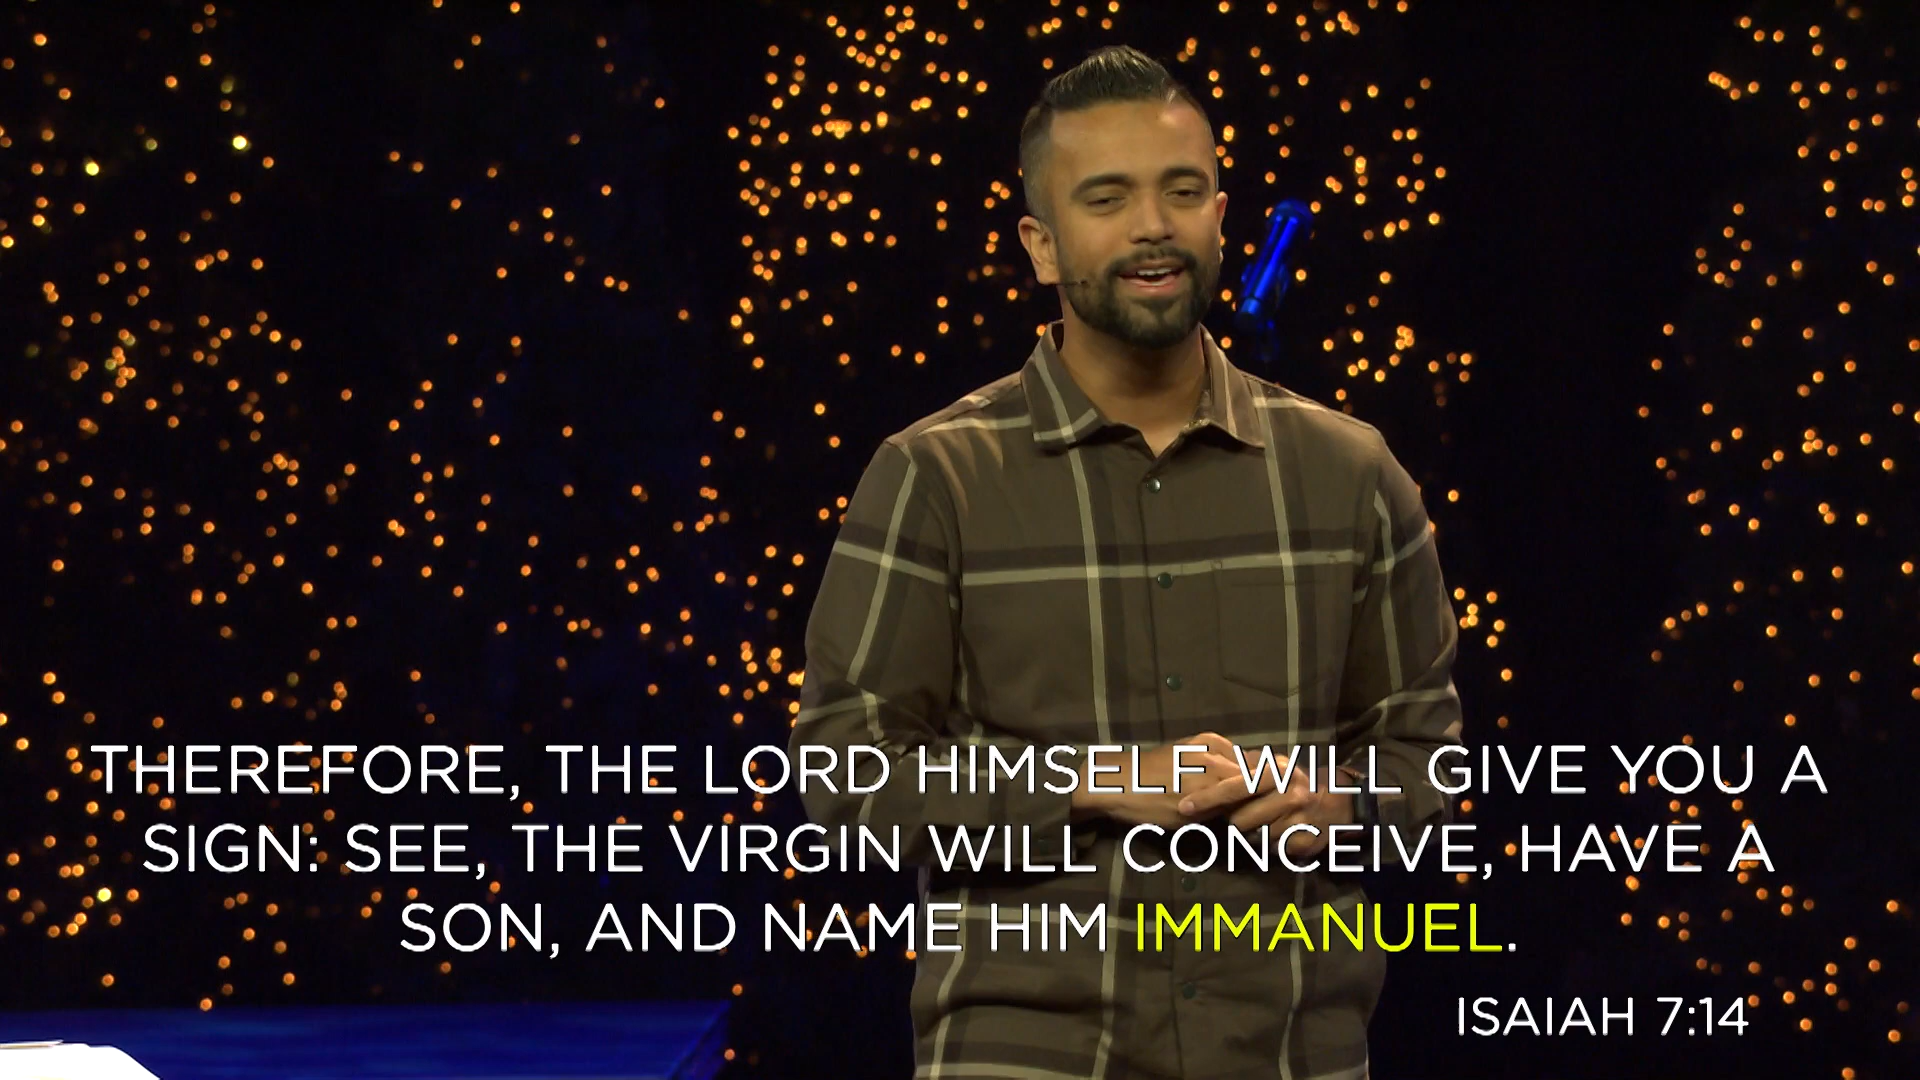 THEREFORE, THE LORD HIMSELF WILL GIVE YOU A
SIGN: SEE, THE VIRGIN WILL CONCEIVE, HAVE A
SON, AND NAME HIM IMMANUEL.
ISAIAH 7:14